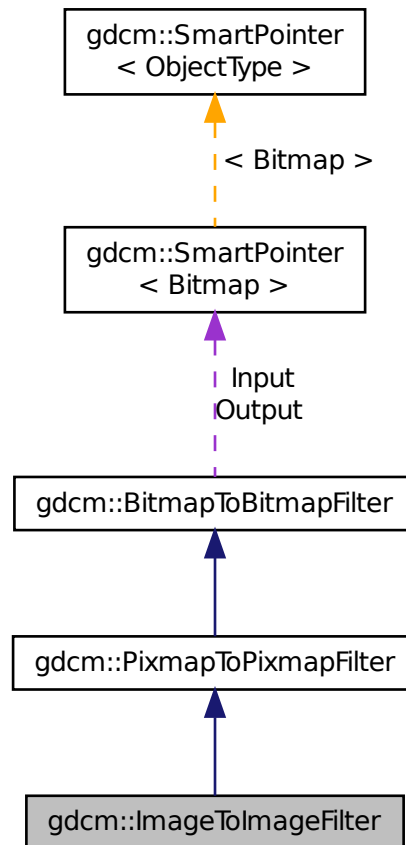 gdcm::SmartPointer
< ObjectType >
< Bitmap >
gdcm::SmartPointer
< Bitmap >
Input
Output
gdcm::BitmapToBitmapFilter
gdcm::PixmapToPixmapFilter
gdcm::ImageToImageFilter